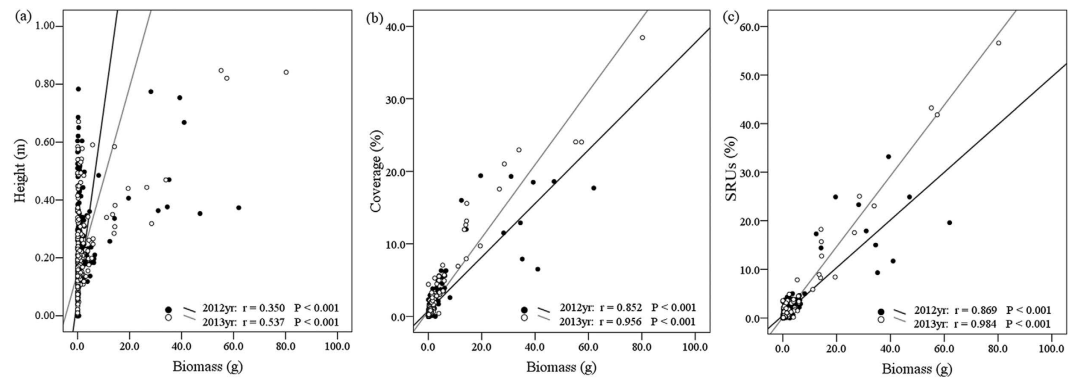 (a)
1.00
0.80
0.60
0.40
0.20
0.00
Height (m)
0.0 20.0 40.0 60.0 80.0 100.0
Biomass (g)
2012yr: r = 0.350 P < 0.001
2013yr: r = 0.537 P < 0.001
(b)
40.0
30.0
20.0
10.0
0.0
Coverage (%)
0.0 20.0 40.0 60.0 80.0 100.0
Biomass (g)
2012yr: r = 0.852 P < 0.001
2013yr: r = 0.956 P < 0.001
(c)
60.0
50.0
40.0
30.0
20.0
10.0
0.0
SRUs (%)
0.0 20.0 40.0 60.0 80.0 100.0
Biomass (g)
2012yr: r = 0.869 P < 0.001
2013yr: r = 0.984 P < 0.001